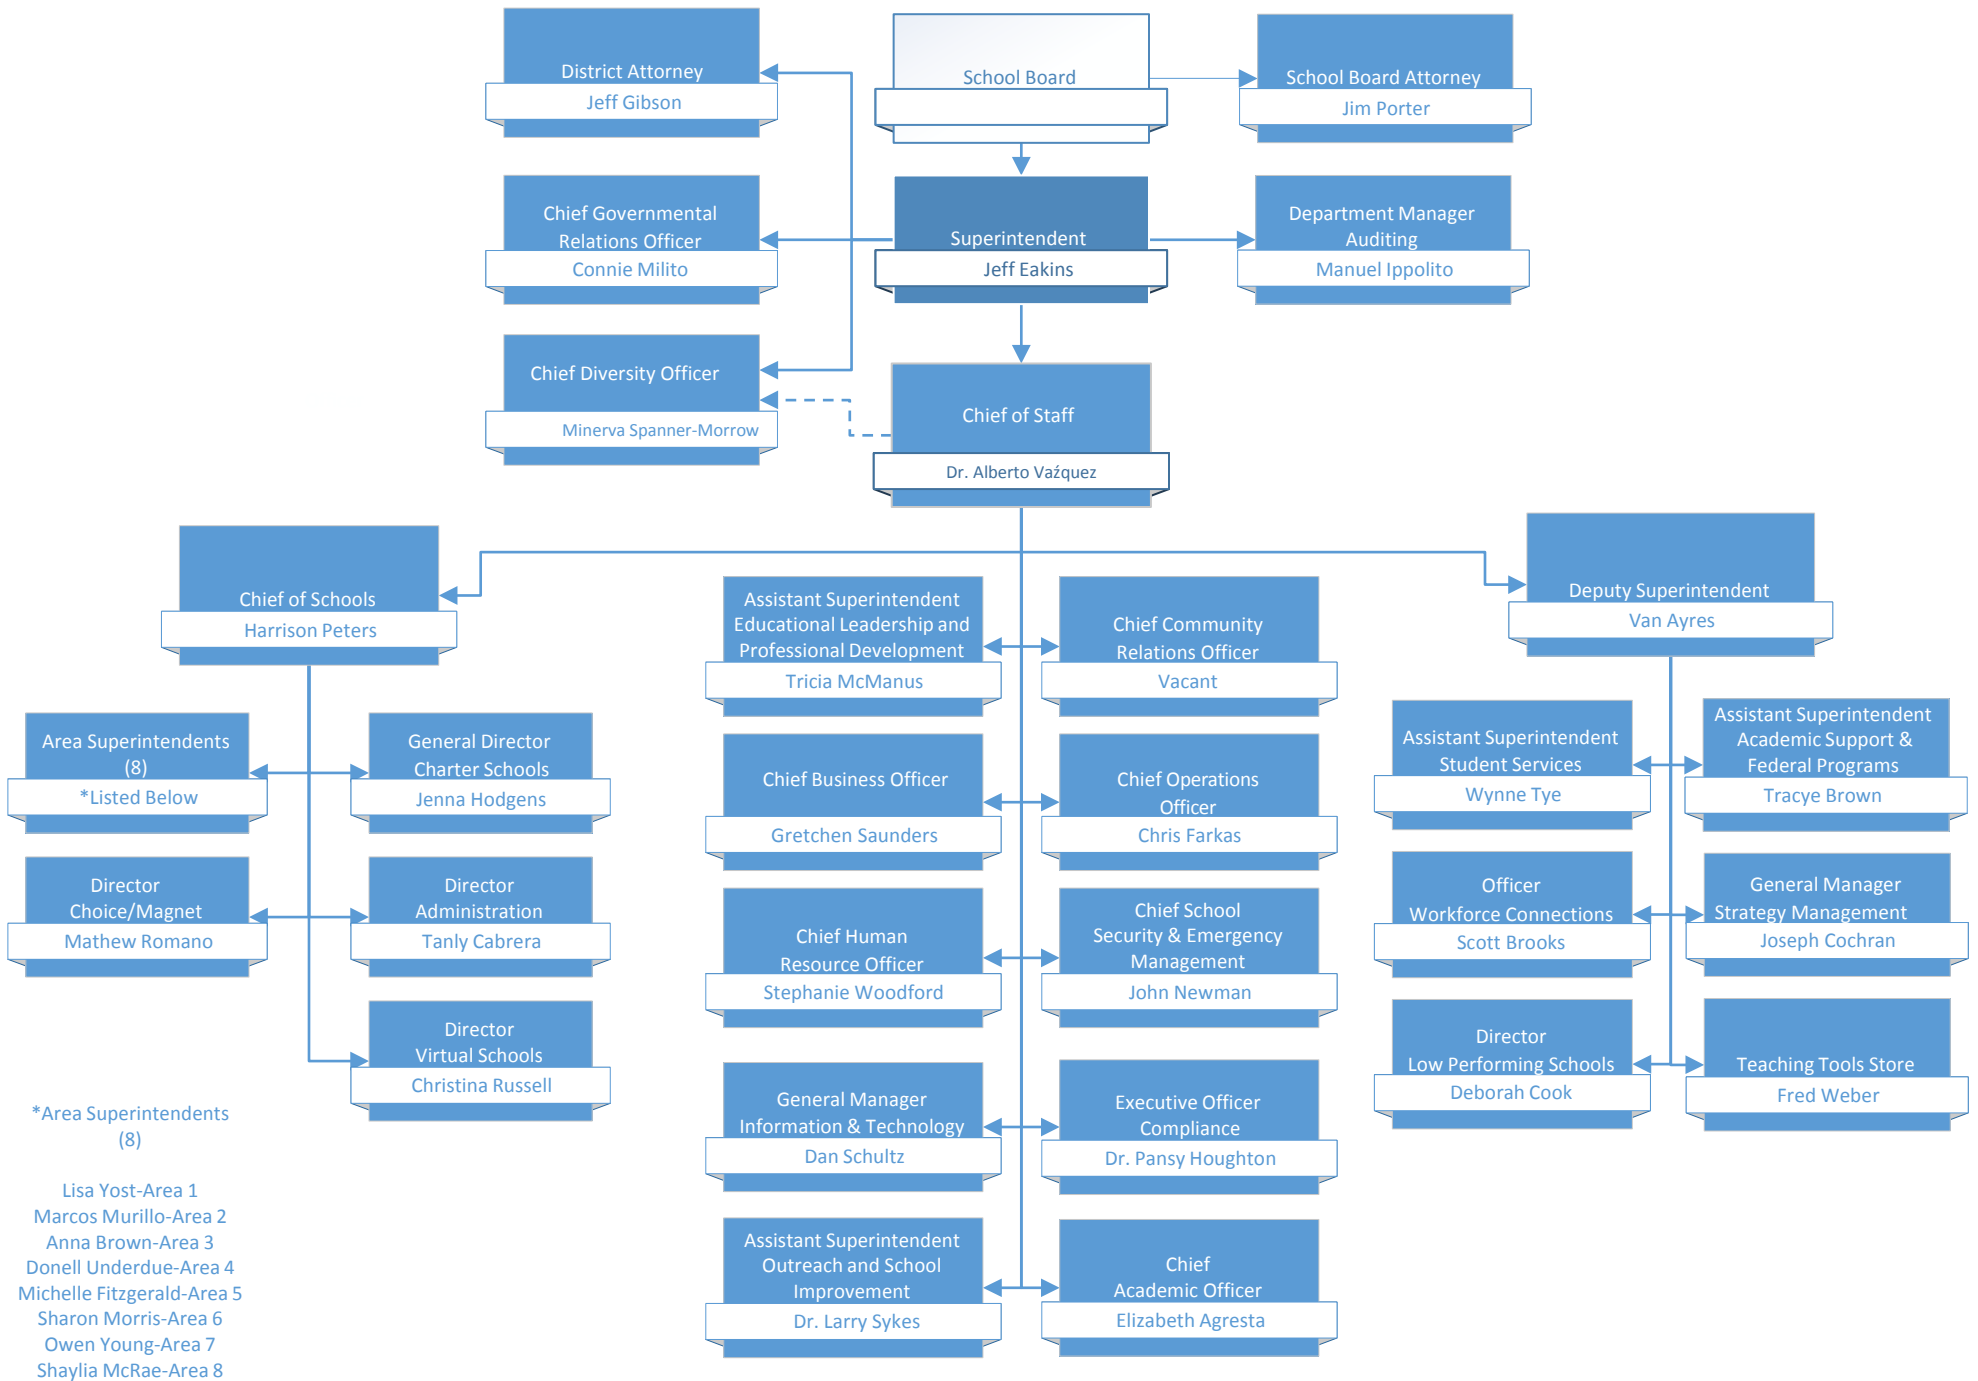 District Attorney
Jeff Gibson
School Board
School Board Attorney
Jim Porter
Chief Governmental
Relations Officer
Connie Milito
Superintendent
Jeff Eakins
Department Manager
Auditing
Manuel Ippolito
Chief Diversity Officer
Minerva Spanner-Morrow
Chief of Staff
Dr. Alberto Vaźquez
Chief of Schools
Harrison Peters
Deputy Superintendent
Van Ayres
Area Superintendents
(8)
*Listed Below
General Director
Charter Schools
Jenna Hodgens
Director
Choice/Magnet
Mathew Romano
Director
Administration
Tanly Cabrera
Director
Virtual Schools
Christina Russell
*Area Superintendents
(8)
Lisa Yost-Area 1
Marcos Murillo-Area 2
Anna Brown-Area 3
Donell Underdue-Area 4
Michelle Fitzgerald-Area 5
Sharon Morris-Area 6
Owen Young-Area 7
Shaylia McRae-Area 8
Assistant Superintendent
Educational Leadership and
Professional Development
Tricia McManus
Chief Community
Relations Officer
Vacant
Chief Business Officer
Gretchen Saunders
Chief Operations
Officer
Chris Farkas
Chief Human
Resource Officer
Stephanie Woodford
Chief School
Security & Emergency
Management
John Newman
General Manager
Information & Technology
Dan Schultz
Executive Officer
Compliance
Dr. Pansy Houghton
Assistant Superintendent
Outreach and School
Improvement
Dr. Larry Sykes
Chief
Academic Officer
Elizabeth Agresta
Assistant Superintendent
Student Services
Wynne Tye
Assistant Superintendent
Academic Support &
Federal Programs
Tracye Brown
Officer
Workforce Connections
Scott Brooks
General Manager
Strategy Management
Joseph Cochran
Director
Low Performing Schools
Deborah Cook
Teaching Tools Store
Fred Weber